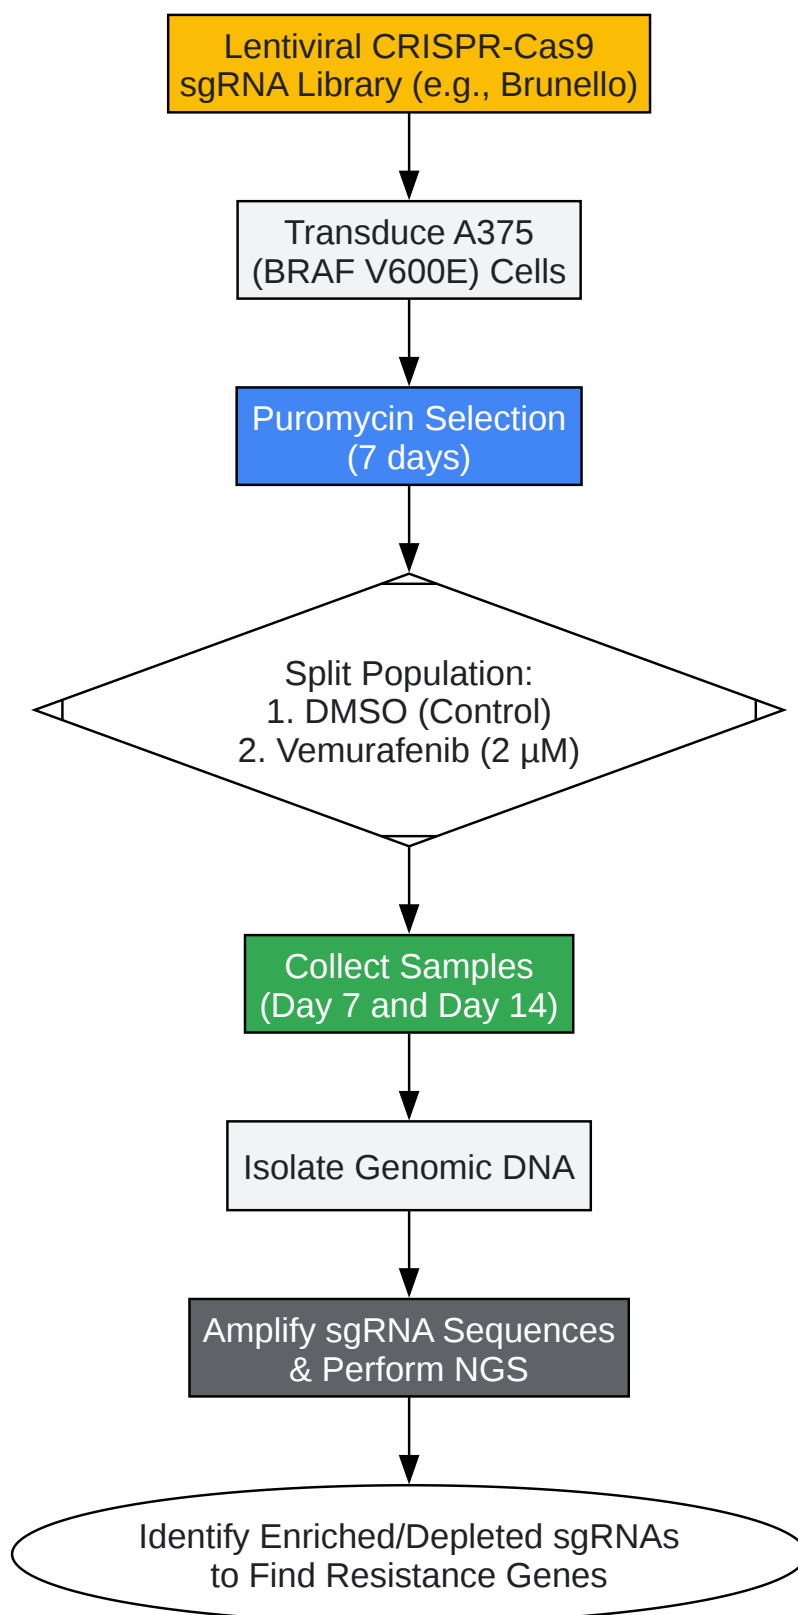 Lentiviral CRISPR-Cas9
sgRNA Library (e.g., Brunello)
Transduce A375
(BRAF V600E) Cells
Puromycin Selection
(7 days)
Split Population:
1. DMSO (Control)
2. Vemurafenib (2 µM)
Collect Samples
(Day 7 and Day 14)
Isolate Genomic DNA
Amplify sgRNA Sequences
& Perform NGS
Identify Enriched/Depleted sgRNAs
to Find Resistance Genes